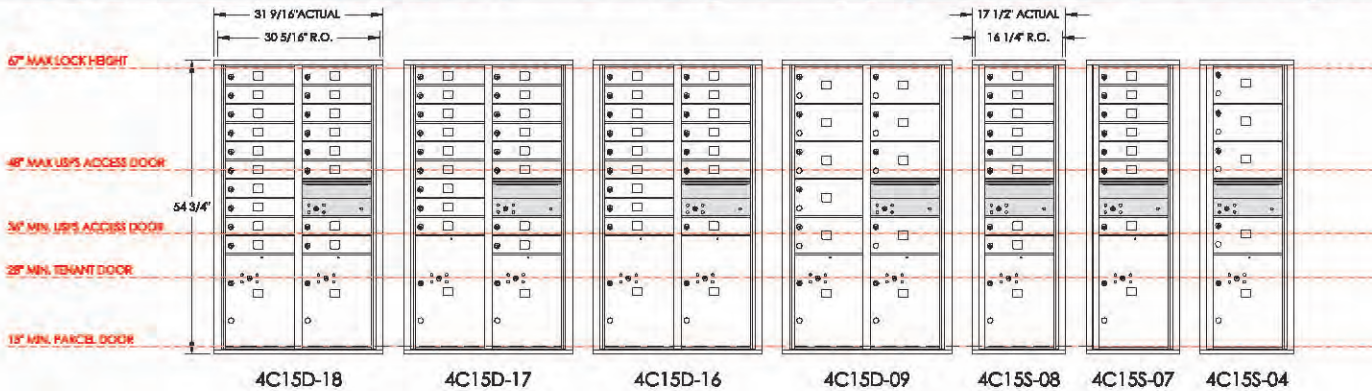 31 9/16" ACTUAL
30 5/16" R.O.
17 1/2" ACTUAL
16 1/4" R.O.
67" MAX LOCK HEIGHT
48" MAX USPS ACCESS DOOR
54 3/4"
36" MIN. USPS ACCESS DOOR
28" MIN. TENANT DOOR
15" MIN. PARCEL DOOR
4C15D-18
4C15D-17
4C15D-16
4C15D-09
4C15S-08
4C15S-07
4C15S-04